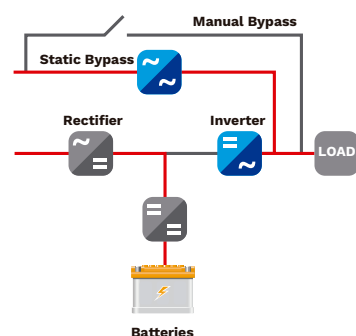 Manual Bypass
Static Bypass
Rectifier
Inverter
LOAD
Batteries